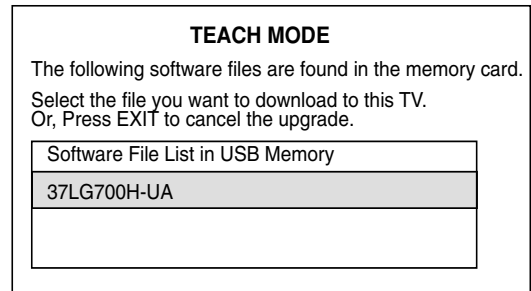 TEACH MODE
The following software files are found in the memory card.
Select the file you want to download to this TV.
Or, Press EXIT to cancel the upgrade.
Software File List in USB Memory
37LG700H-UA